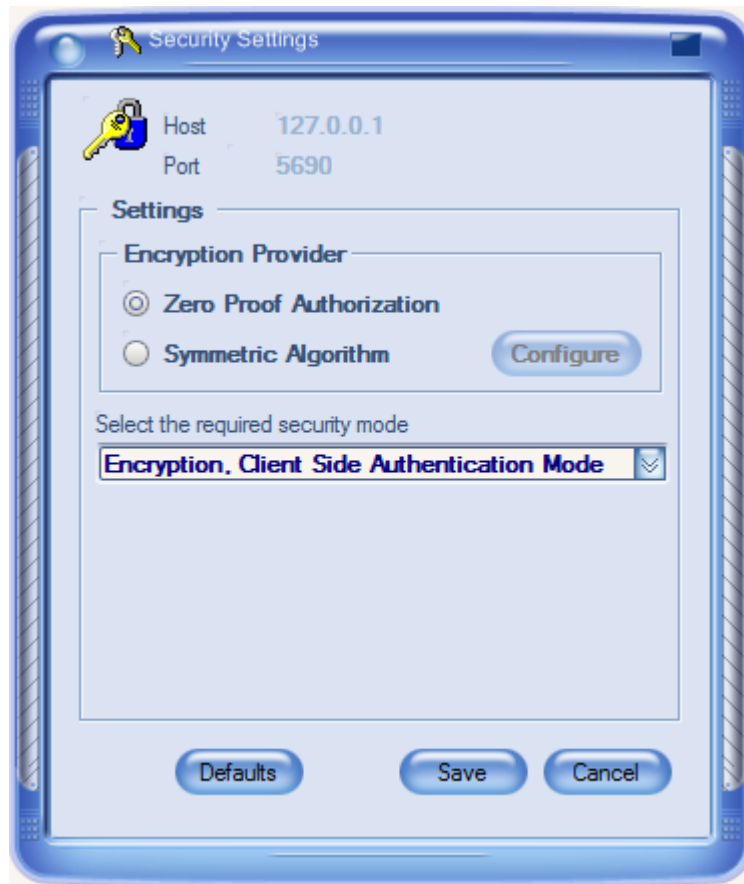 Security Settings
Host 127.0.0.1
Port 5690
Settings
Encryption Provider
Zero Proof Authorization
Symmetric Algorithm Configure
Select the required security mode
Encryption, Client Side Authentication Mode
Defaults Save Cancel